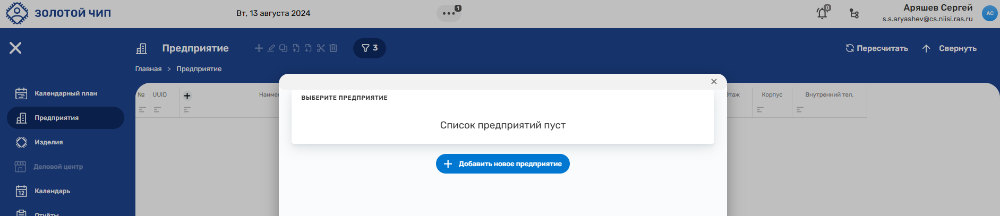 ЗОЛОТОЙ ЧИП
Вт, 13 августа 2024
1
0
Аряшев Сергей
s.s.aryashev@cs.niisi.ras.ru
АС
Предприятие
3
Пересчитать
Свернуть
Главная > Предприятие
Календарный план
Предприятия
Изделия
Деловой центр
12
Календарь
Отчёты
№
UUID
Наимен
Этаж
Корпус
Внутренний тел.
ВЫБЕРИТЕ ПРЕДПРИЯТИЕ
Список предприятий пуст
Добавить новое предприятие